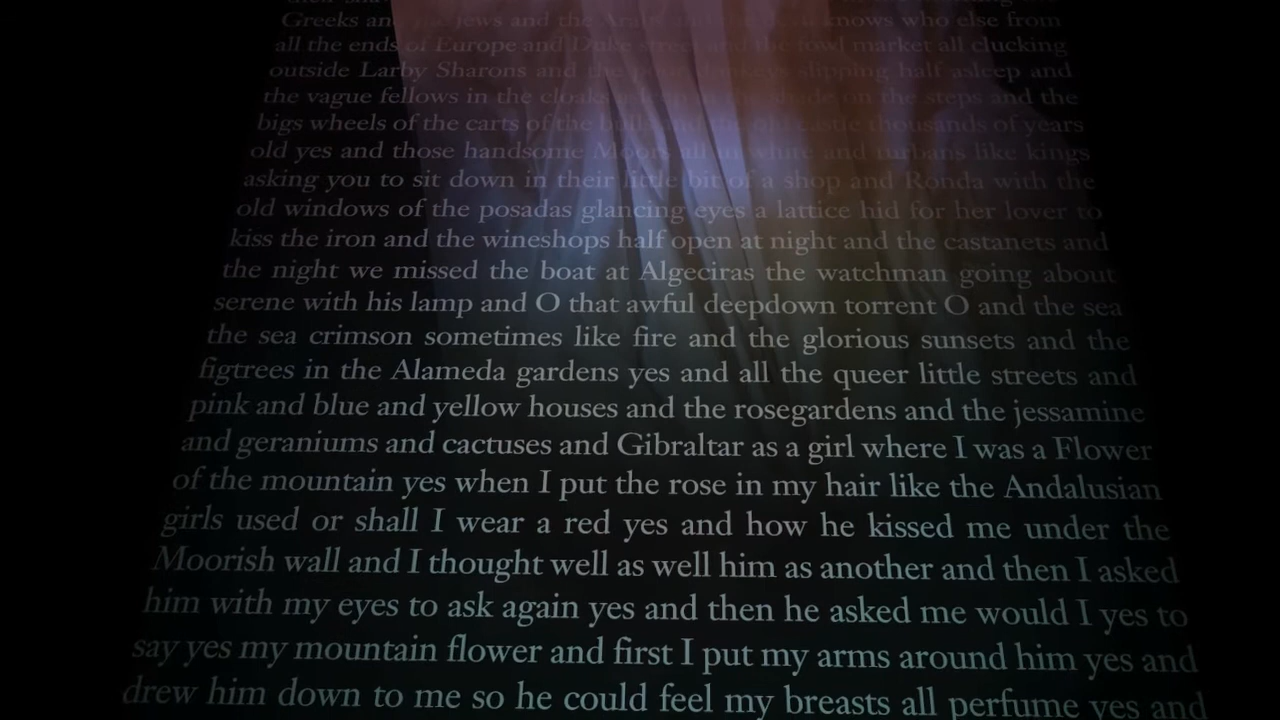 Greeks and the Jews and the Arabs knows who else from
all the ends of Europe and Duke street and the fowl market all clucking
outside Larby Sharons and the poor donkeys slipping half asleep and
the vague fellows in the cloaks asleep in the shade on the steps and the
bigs wheels of the carts of the bulls and the old castle thousands of years
old yes and those handsome Moors all in white and turbans like kings
asking you to sit down in their little bit of a shop and Ronda with the
old windows of the posadas glancing eyes a lattice hid for her lover to
kiss the iron and the wineshops half open at night and the castanets and
the night we missed the boat at Algeciras the watchman going about
serene with his lamp and O that awful deepdown torrent O and the sea
the sea crimson sometimes like fire and the glorious sunsets and the
figtrees in the Alameda gardens yes and all the queer little streets and
pink and blue and yellow houses and the rosegardens and the jessamine
and geraniums and cactuses and Gibraltar as a girl where I was a Flower
of the mountain yes when I put the rose in my hair like the Andalusian
girls used or shall I wear a red yes and how he kissed me under the
Moorish wall and I thought well as well him as another and then I asked
him with my eyes to ask again yes and then he asked me would I yes to
say yes my mountain flower and first I put my arms around him yes and
drew him down to me so he could feel my breasts all perfume yes and